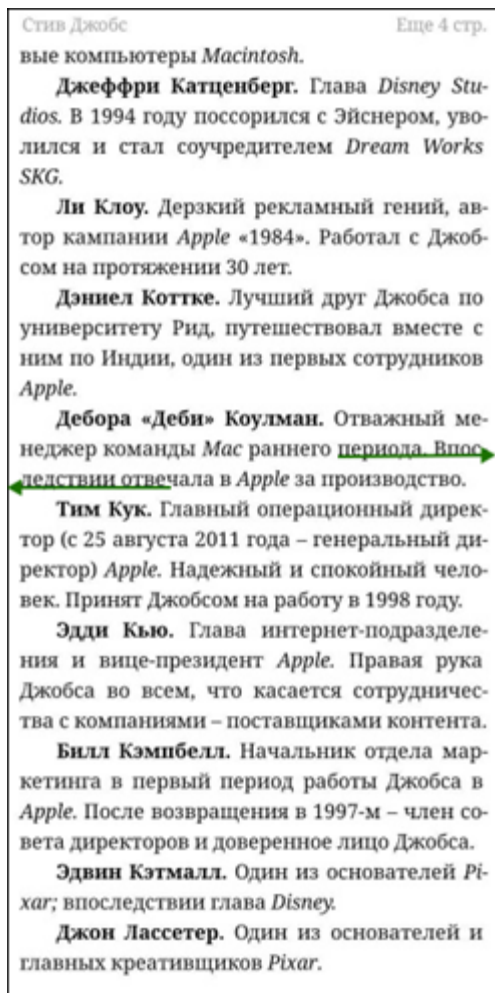 Стив Джобс Еще 4 стр.
вые компьютеры Macintosh.
Джеффри Катценберг. Глава Disney Stu-
dios. В 1994 году поссорился с Эйснером, уво-
лился и стал соучредителем Dream Works
SKG.
Ли Клоу. Дерзкий рекламный гений, ав-
тор кампании Apple «1984». Работал с Джоб-
сом на протяжении 30 лет.
Дэниел Коттке. Лучший друг Джобса по
университету Рид, путешествовал вместе с
ним по Индии, один из первых сотрудников
Apple.
Дебора «Деби» Коулман. Отважный ме-
неджер команды Mac раннего периода. Впос-
ледствии отвечала в Apple за производство.
Тим Кук. Главный операционный дирек-
тор (с 25 августа 2011 года – генеральный ди-
ректор) Apple. Надежный и спокойный чело-
век. Принят Джобсом на работу в 1998 году.
Эдди Кью. Глава интернет-подразделе-
ния и вице-президент Apple. Правая рука
Джобса во всем, что касается сотрудничес-
тва с компаниями – поставщиками контента.
Билл Кэмпбелл. Начальник отдела мар-
кетинга в первый период работы Джобса в
Apple. После возвращения в 1997-м – член со-
вета директоров и доверенное лицо Джобса.
Эдвин Кэтмалл. Один из основателей Pi-
xar; впоследствии глава Disney.
Джон Лассетер. Один из основателей и
главных креативщиков Pixar.